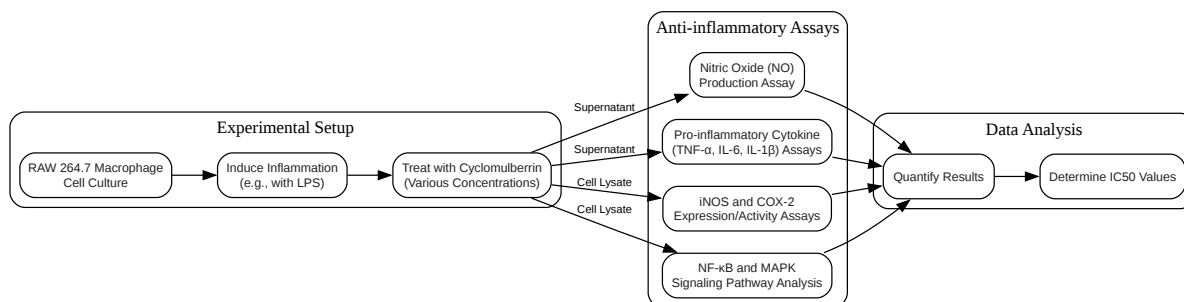 Experimental Setup
RAW 264.7 Macrophage
Cell Culture
Induce Inflammation
(e.g., with LPS)
Treat with Cyclomulberrin
(Various Concentrations)
Supernatant
Supernatant
Cell Lysate
Cell Lysate
Anti-inflammatory Assays
Nitric Oxide (NO)
Production Assay
Pro-inflammatory Cytokine
(TNF-α, IL-6, IL-1β) Assays
iNOS and COX-2
Expression/Activity Assays
NF-κB and MAPK
Signaling Pathway Analysis
Data Analysis
Quantify Results
Determine IC50 Values